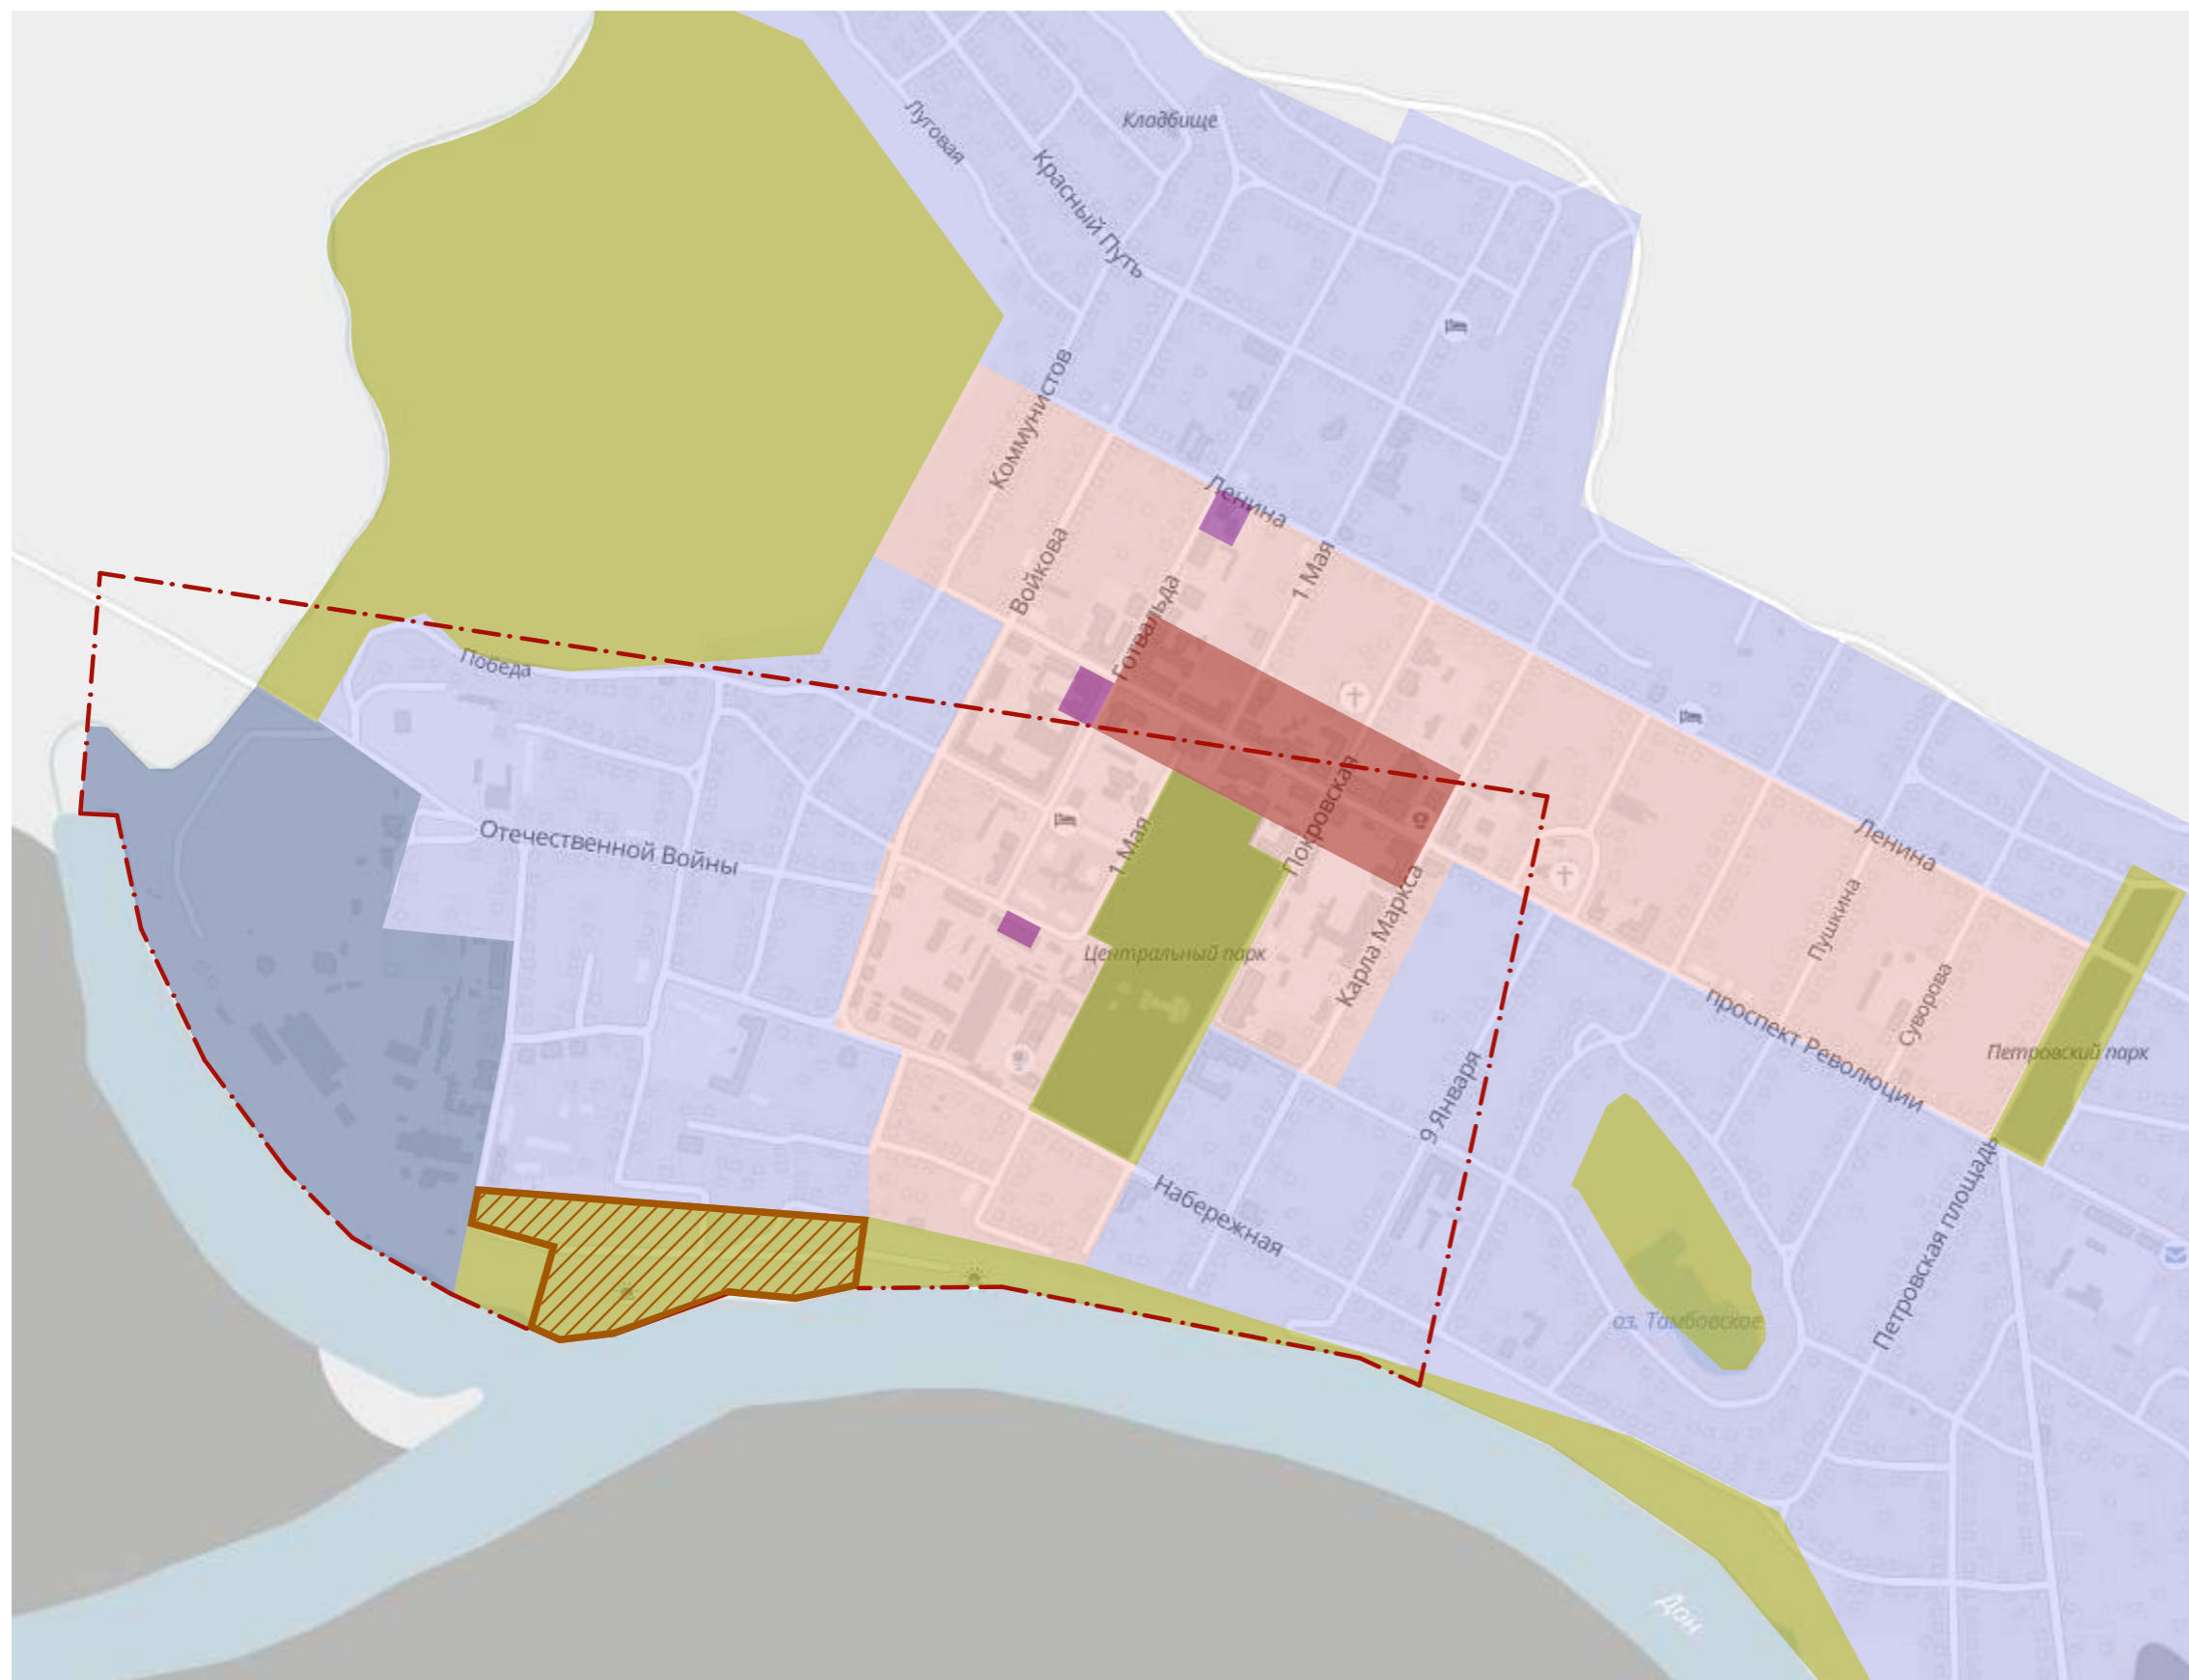 Кладбище
Луговая
Красный Путь
Коммунистов
Ленина
Войкова
1 Мая
Готвальда
Победа
Покровская
Отечественной Войны
1 Мая
Ленина
Карла Маркса
Пушкина
Центральный парк
Суворова
проспект Революции
Петровский парк
9 Января
Набережная
Петровская площадь
оз. Тамбовское
Дон